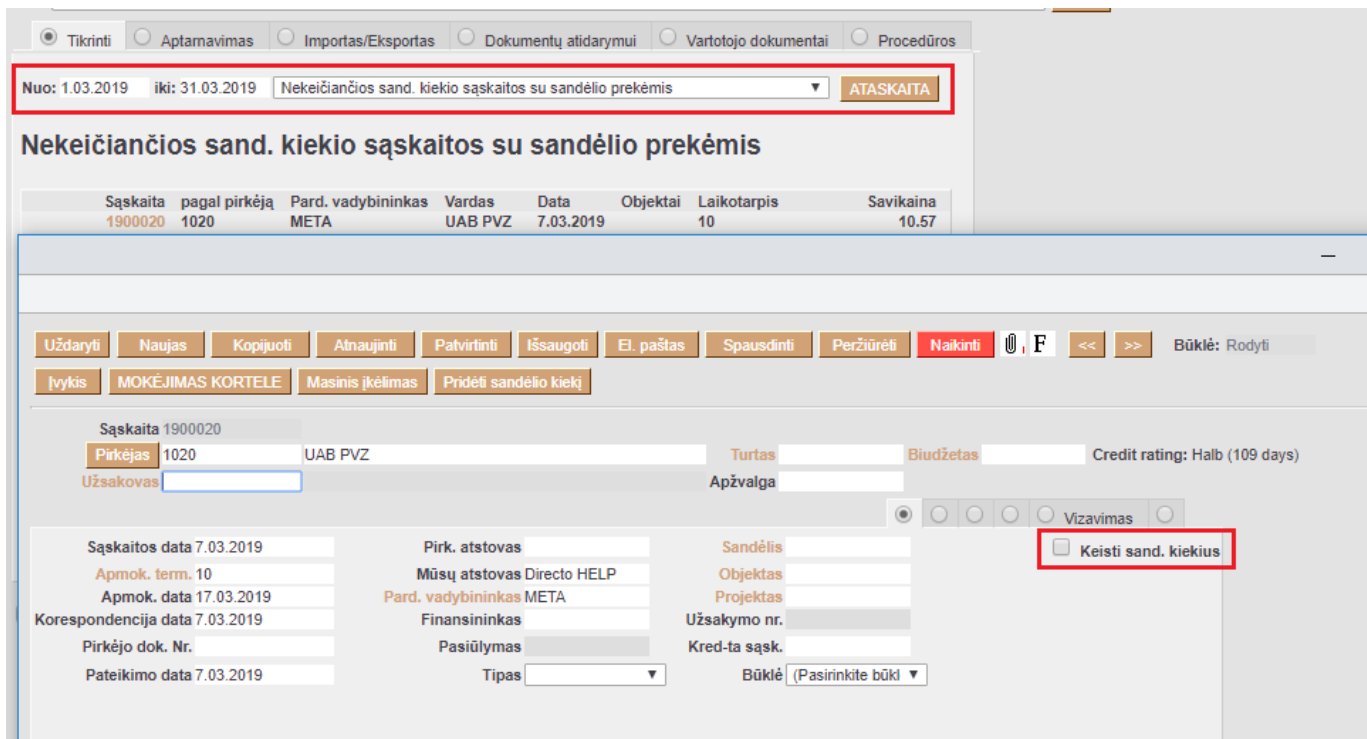 Tikrinti Aptarnavimas Importas/Eksportas Dokumentų atidarymui Vartotojo dokumentai Procedūros
Nuo: 1.03.2019 iki: 31.03.2019 Nekeičiančios sand. kiekio sąskaitos su sandėlio prekėmis ATASKAITA
Nekeičiančios sand. kiekio sąskaitos su sandėlio prekėmis
Sąskaita pagal pirkėją Pard. vadybininkas Vardas Data Objektai Laikotarpis Savikaina
1900020 1020 META UAB PVZ 7.03.2019 10 10.57
Uždaryti Naujas Kopijuoti Atnaujinti Patvirtinti Išsaugoti El. paštas Spausdinti Peržiūrėti Naikinti F << >> Būklė: Rodyti
Įvykis MOKĖJIMAS KORTELE Masinis įkėlimas Pridėti sandėlio kiekį
Sąskaita 1900020
Pirkėjas 1020 UAB PVZ Turtas Biudžetas Credit rating: Halb (109 days)
Užsakovas Apžvalga
Vizavimas
Sąskaitos data 7.03.2019 Pirk. atstovas Sandėlis Keisti sand. kiekius
Apmok. term. 10 Mūsų atstovas Directo HELP Objektas
Apmok. data 17.03.2019 Pard. vadybininkas META Projektas
Korespondencija data 7.03.2019 Finansininkas Užsakymo nr.
Pirkėjo dok. Nr. Pasiūlymas Kred-ta sąsk.
Pateikimo data 7.03.2019 Tipas Būklė (Pasirinkite būkl